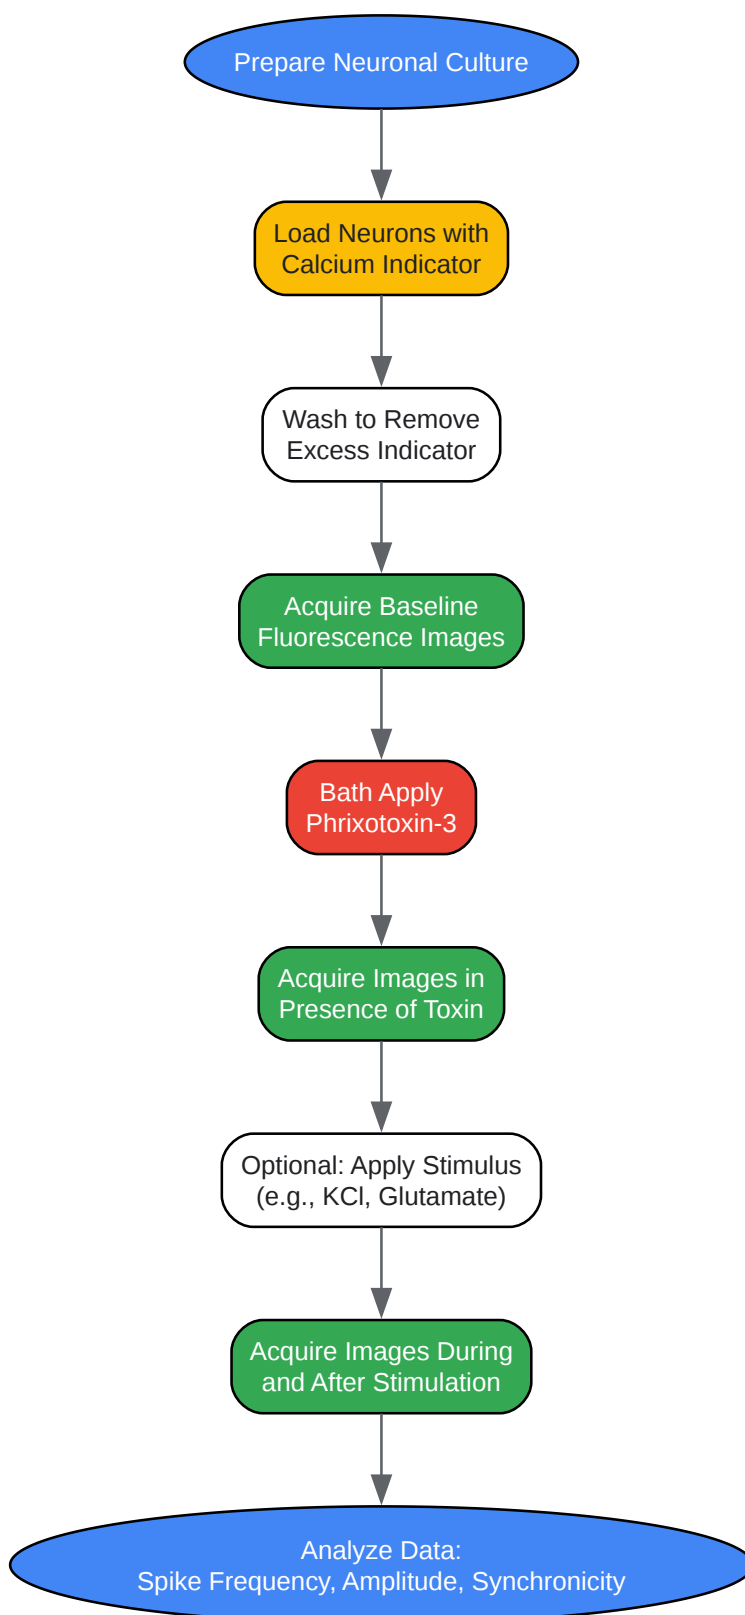 Prepare Neuronal Culture
Load Neurons with
Calcium Indicator
Wash to Remove
Excess Indicator
Acquire Baseline
Fluorescence Images
Bath Apply
Phrixotoxin-3
Acquire Images in
Presence of Toxin
Optional: Apply Stimulus
(e.g., KCl, Glutamate)
Acquire Images During
and After Stimulation
Analyze Data:
Spike Frequency, Amplitude, Synchronicity